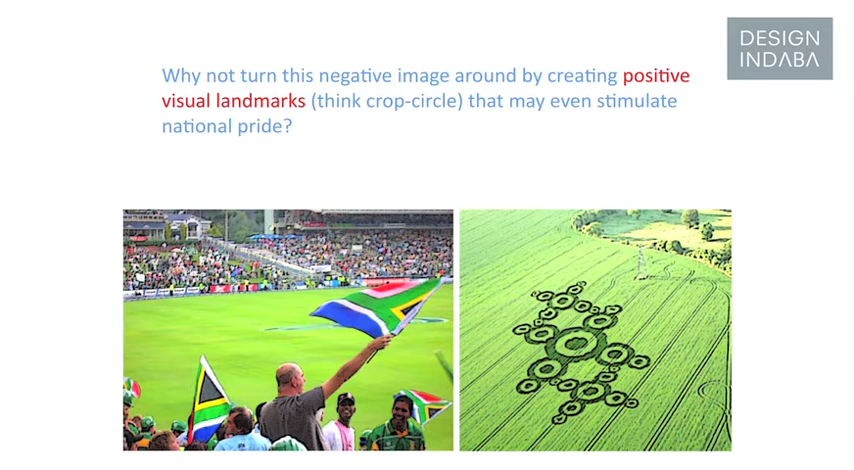 DESIGN
INDABA
Why not turn this negative image around by creating positive
visual landmarks (think crop-circle) that may even stimulate
national pride?